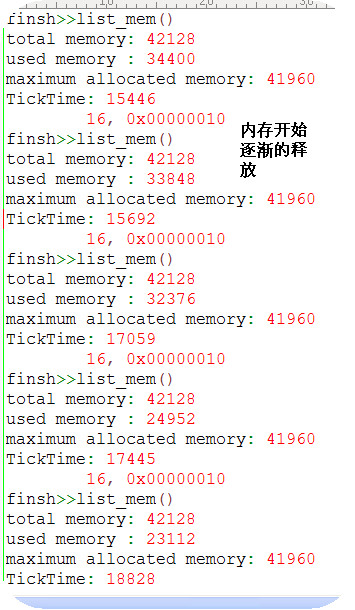 10 20 30
finsh>>list_mem()
total memory: 42128
used memory : 34400
maximum allocated memory: 41960
TickTime: 15446
16, 0x00000010
finsh>>list_mem()
total memory: 42128
used memory : 33848
maximum allocated memory: 41960
TickTime: 15692
16, 0x00000010
内存开始
逐渐的释
放
finsh>>list_mem()
total memory: 42128
used memory : 32376
maximum allocated memory: 41960
TickTime: 17059
16, 0x00000010
finsh>>list_mem()
total memory: 42128
used memory : 24952
maximum allocated memory: 41960
TickTime: 17445
16, 0x00000010
finsh>>list_mem()
total memory: 42128
used memory : 23112
maximum allocated memory: 41960
TickTime: 18828